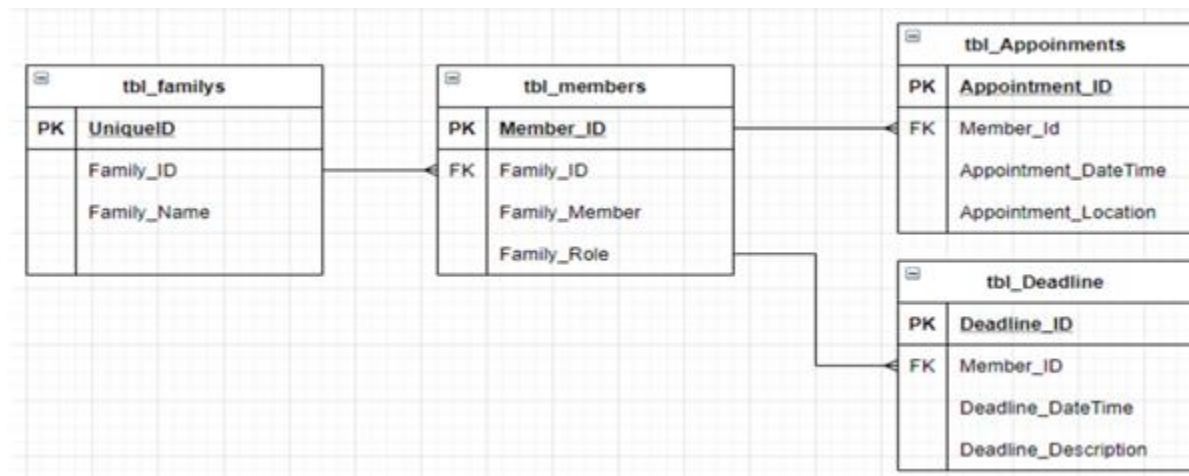 tbl_familys
PK UniqueID
Family_ID
Family_Name
tbl_members
PK Member_ID
FK Family_ID
Family_Member
Family_Role
tbl_Appoinments
PK Appointment_ID
FK Member_Id
Appointment_DateTime
Appointment_Location
tbl_Deadline
PK Deadline_ID
FK Member_ID
Deadline_DateTime
Deadline_Description